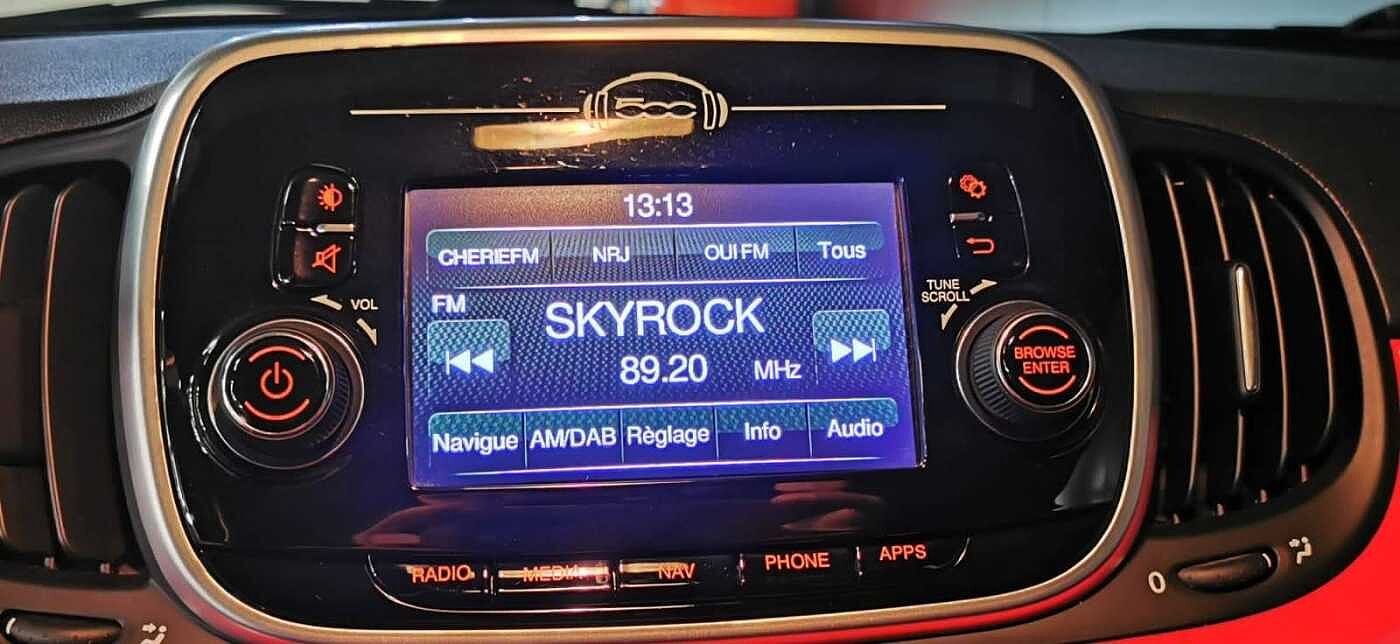 500
13:13
CHERIEFM NRJ OUI FM Tous
VOL
TUNE
SCROLL
FM
SKYROCK
89.20 MHz
BROWSE
ENTER
Navigue AM/DAB Règlage Info Audio
RADIO MEDIA NAV PHONE APPS
0